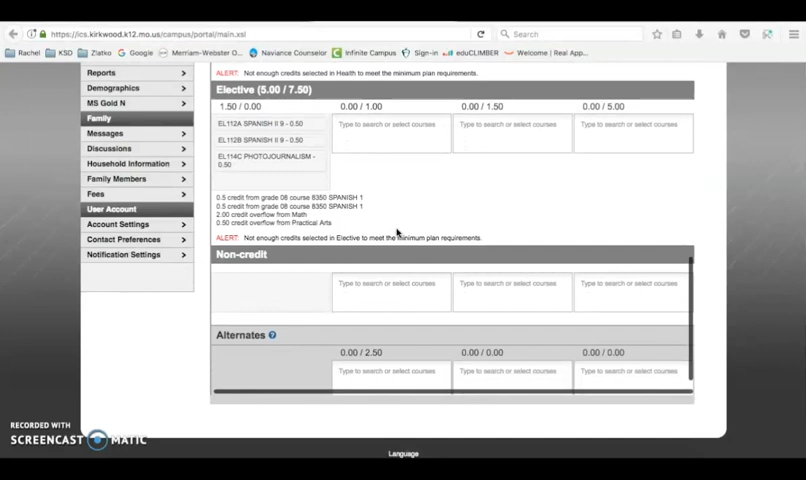 https://ics.kirkwood.k12.mo.us/campus/portal/main.xsl
Search
Rachel KSD Zlatko Google Merriam-Webster O... Naviance Counselor Infinite Campus Sign-in eduCLIMBER Welcome | Real App...
Reports
Demographics
MS Gold N
Family
Messages
Discussions
Household Information
Family Members
Fees
User Account
Account Settings
Contact Preferences
Notification Settings
ALERT: Not enough credits selected in Health to meet the minimum plan requirements.
Elective (5.00 / 7.50)
1.50 / 0.00 0.00 / 1.00 0.00 / 1.50 0.00 / 5.00
EL112A SPANISH II 9 - 0.50
EL112B SPANISH II 9 - 0.50
EL114C PHOTOJOURNALISM -
0.50
Type to search or select courses Type to search or select courses Type to search or select courses
0.5 credit from grade 08 course 8350 SPANISH 1
0.5 credit from grade 08 course 8350 SPANISH 1
2.00 credit overflow from Math
0.50 credit overflow from Practical Arts
ALERT: Not enough credits selected in Elective to meet the minimum plan requirements.
Non-credit
Type to search or select courses Type to search or select courses Type to search or select courses
Alternates ?
0.00 / 2.50 0.00 / 0.00 0.00 / 0.00
Type to search or select courses Type to search or select courses Type to search or select courses
RECORDED WITH
SCREENCAST MATIC
Language